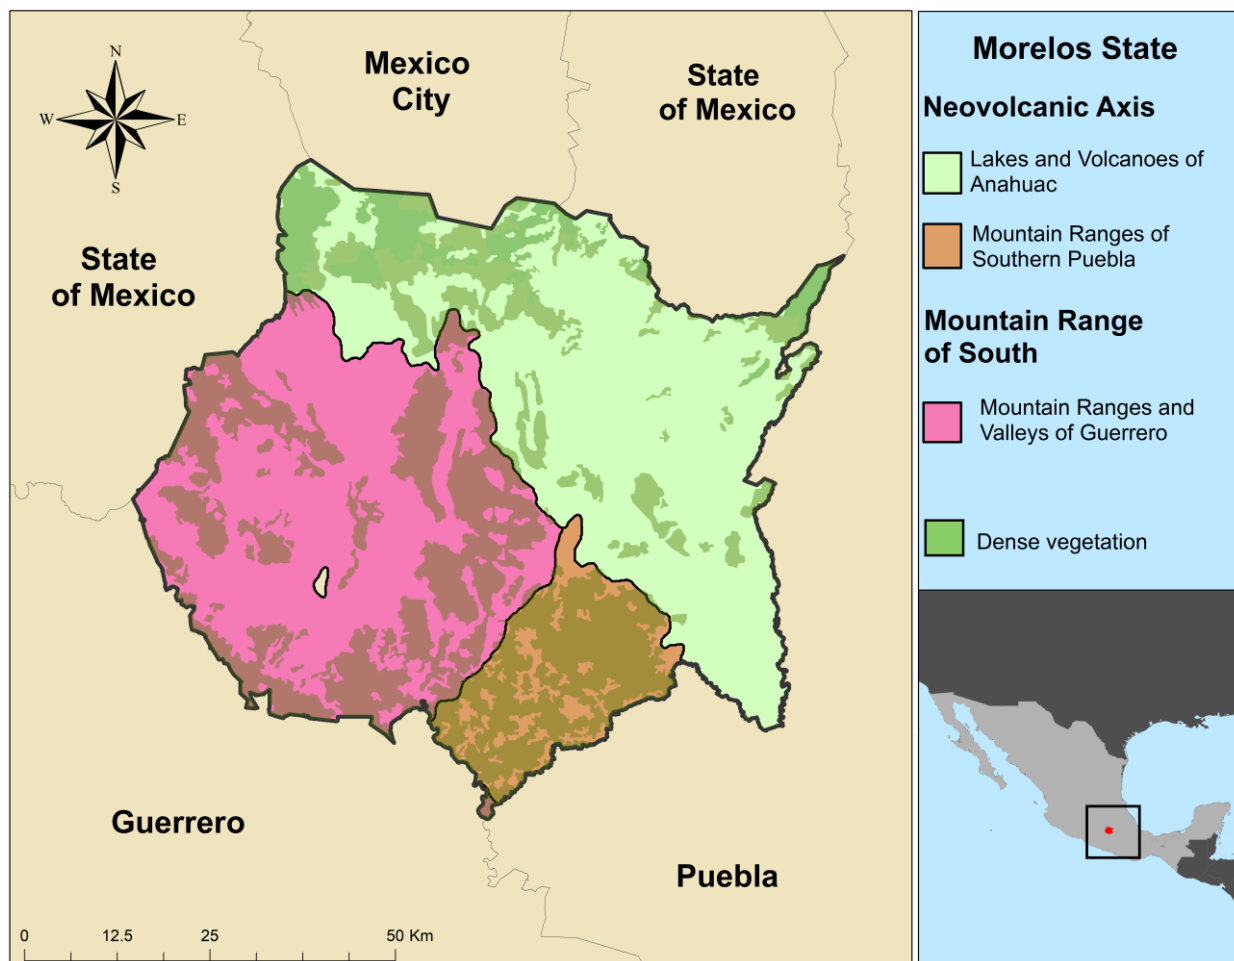 N
W
E
S
Mexico
City
State
of Mexico
State
of Mexico
Guerrero
Puebla
0
12.5
25
50 Km
Morelos State
Neovolcanic Axis
Lakes and Volcanoes of
Anahuac
Mountain Ranges of
Southern Puebla
Mountain Range
of South
Mountain Ranges and
Valleys of Guerrero
Dense vegetation